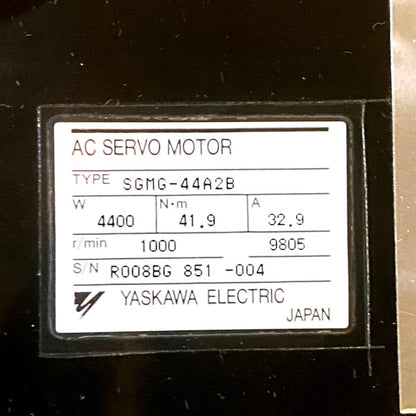 AC SERVO MOTOR
TYPE SGMG-44A2B
W N·m A
4400 41.9 32.9
r/min 1000 9805
S/N R008BG 851 -004
YASKAWA ELECTRIC
JAPAN